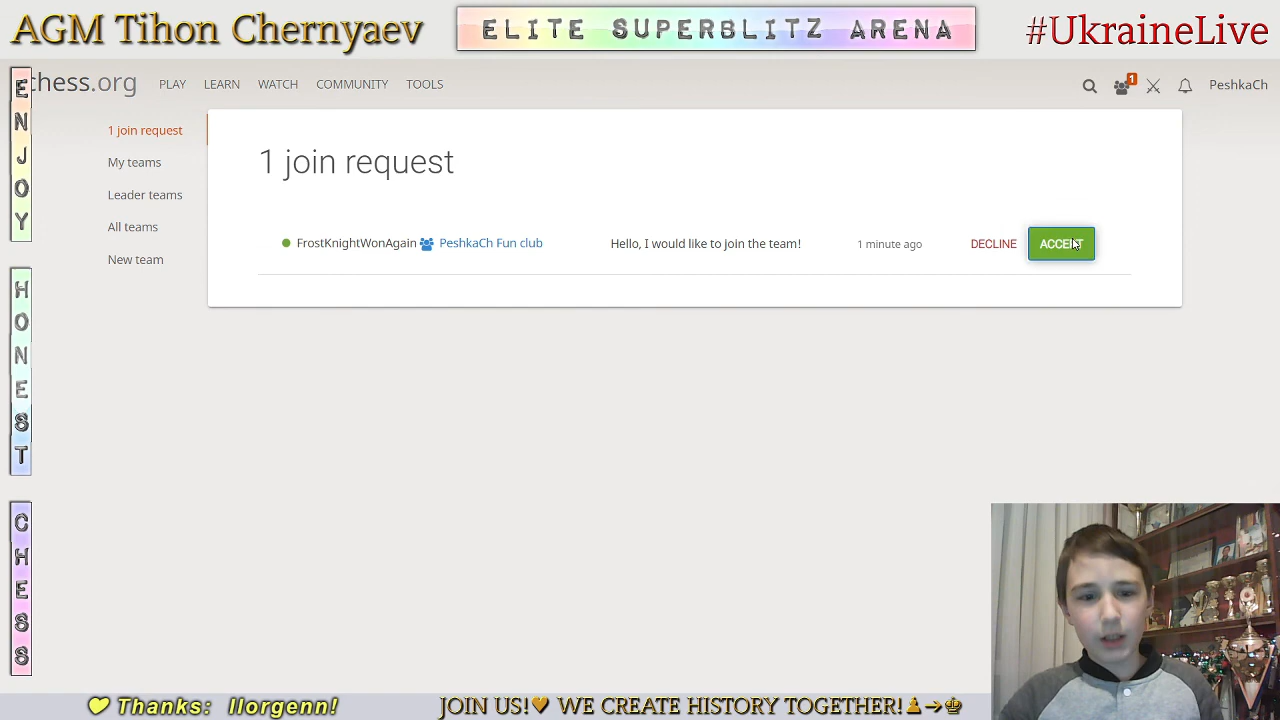 AGM Tihon Chernyaev
ELITE SUPERBLITZ ARENA
#UkraineLive
chess.org
PLAY
LEARN
WATCH
COMMUNITY
TOOLS
1
PeshkaCh
ENJOY
HONEST
CHESS
1 join request
My teams
Leader teams
All teams
New team
1 join request
FrostKnightWonAgain PeshkaCh Fun club Hello, I would like to join the team! 1 minute ago DECLINE ACCEPT
Thanks: llorgenn!
JOIN US! WE CREATE HISTORY TOGETHER!